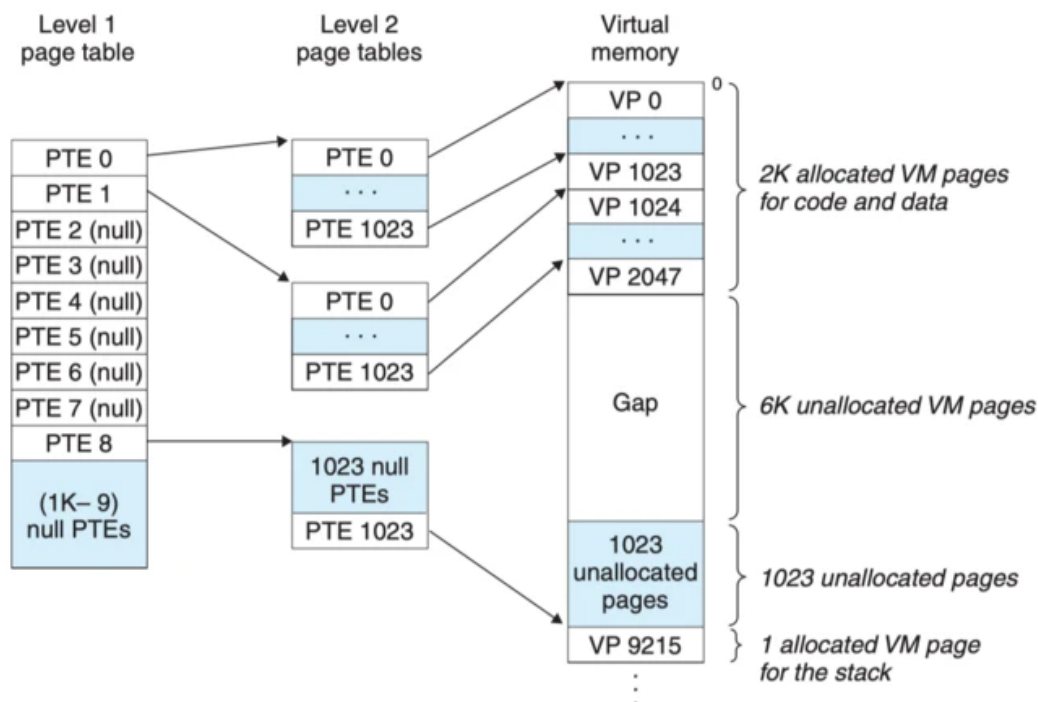 Level 1
page table
Level 2
page tables
Virtual
memory
PTE 0
PTE 1
PTE 2 (null)
PTE 3 (null)
PTE 4 (null)
PTE 5 (null)
PTE 6 (null)
PTE 7 (null)
PTE 8
(1K– 9)
null PTEs
PTE 0
· · ·
PTE 1023
PTE 0
· · ·
PTE 1023
1023 null
PTEs
PTE 1023
0
VP 0
· · ·
VP 1023
VP 1024
· · ·
VP 2047
Gap
1023
unallocated
pages
VP 9215
2K allocated VM pages
for code and data
6K unallocated VM pages
1023 unallocated pages
1 allocated VM page
for the stack